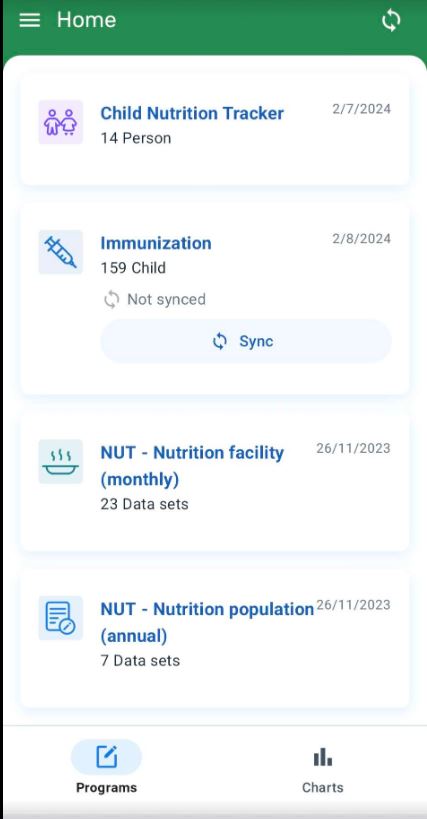 Home
Child Nutrition Tracker
2/7/2024
14 Person
Immunization
2/8/2024
159 Child
Not synced
Sync
NUT - Nutrition facility
26/11/2023
(monthly)
23 Data sets
NUT - Nutrition population
26/11/2023
(annual)
7 Data sets
Programs
Charts